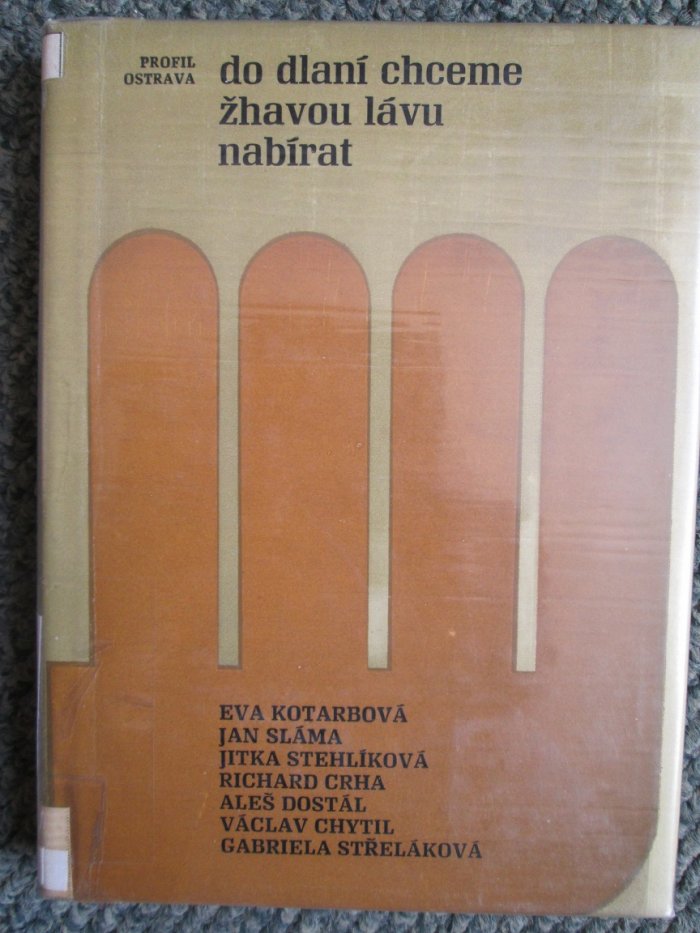 PROFIL
OSTRAVA
do dlaní chceme
žhavou lávu
nabírat
EVA KOTARBOVÁ
JAN SLÁMA
JITKA STEHLÍKOVÁ
RICHARD CRHA
ALEŠ DOSTÁL
VÁCLAV CHYTIL
GABRIELA STŘELÁKOVÁ